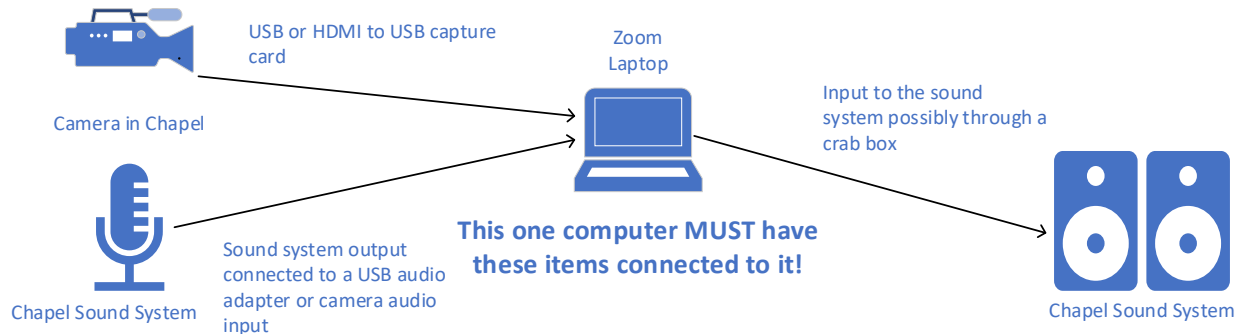 USB or HDMI to USB capture
card
Zoom
Laptop
Camera in Chapel
Input to the sound
system possibly through a
crab box
This one computer MUST have
these items connected to it!
Sound system output
connected to a USB audio
adapter or camera audio
input
Chapel Sound System
Chapel Sound System